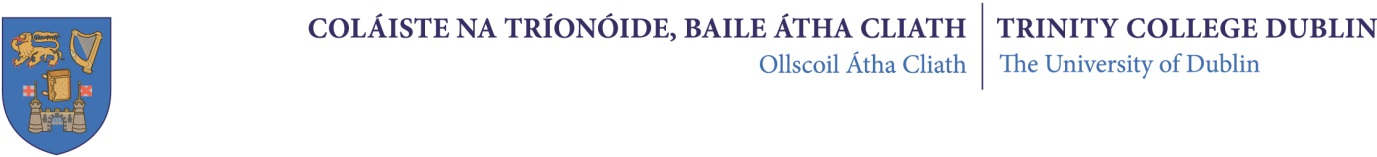 COLÁISTE NA TRÍONÓIDE, BAILE ÁTHA CLIATH
Ollscoil Átha Cliath
TRINITY COLLEGE DUBLIN
The University of Dublin